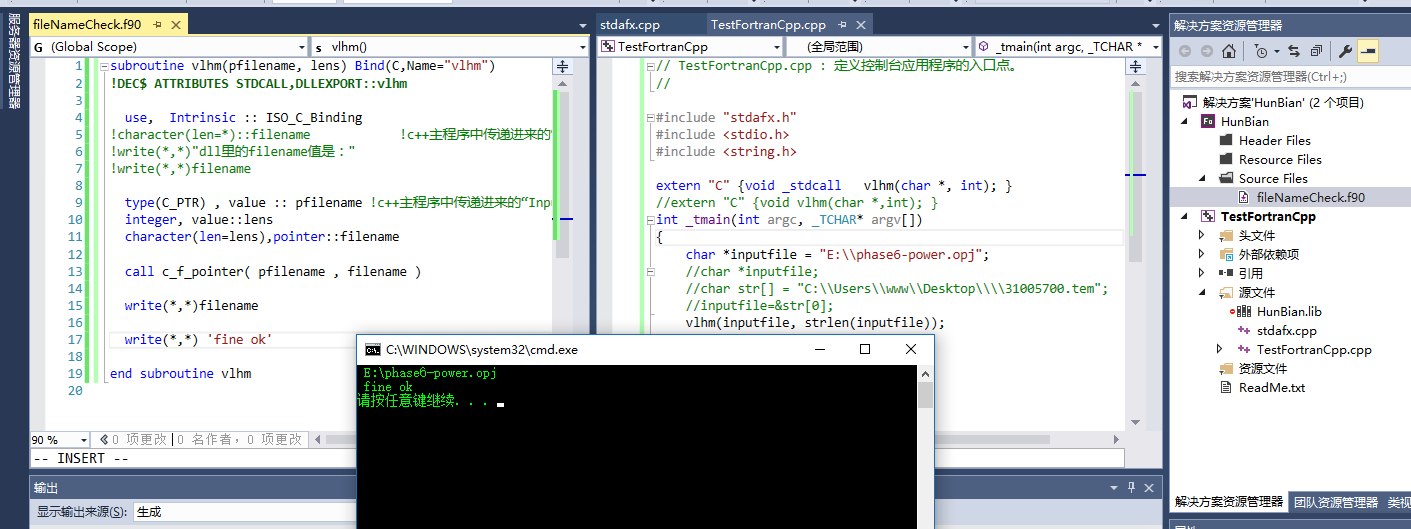 服务器资源管理器
fileNameCheck.f90
G (Global Scope)
s vlhm()
1 subroutine vlhm(pfilename, lens) Bind(C,Name="vlhm")
2 !DEC$ ATTRIBUTES STDCALL,DLLEXPORT::vlhm
3
4 use, Intrinsic :: ISO_C_Binding
5 !character(len=*)::filename !c++主程序中传递进来的"
6 !write(*,*)"dll里的filename值是："
7 !write(*,*)filename
8
9 type(C_PTR) , value :: pfilename !c++主程序中传递进来的“Inpu
10 integer, value::lens
11 character(len=lens),pointer::filename
12
13 call c_f_pointer( pfilename , filename )
14
15 write(*,*)filename
16
17 write(*,*) 'fine ok'
18
19 end subroutine vlhm
20
90 %
0 项更改 | 0 名作者, 0 项更改
-- INSERT --
输出
显示输出来源(S): 生成
stdafx.cpp
TestFortranCpp.cpp
TestFortranCpp
(全局范围)
_tmain(int argc, _TCHAR *
// TestFortranCpp.cpp : 定义控制台应用程序的入口点。
//
#include "stdafx.h"
#include <stdio.h>
#include <string.h>
extern "C" {void _stdcall vlhm(char *, int); }
//extern "C" {void vlhm(char *,int); }
int _tmain(int argc, _TCHAR* argv[])
{
char *inputfile = "E:\\phase6-power.opj";
//char *inputfile;
//char str[] = "C:\\Users\\www\\Desktop\\\\31005700.tem";
//inputfile=&str[0];
vlhm(inputfile, strlen(inputfile));
C:\WINDOWS\system32\cmd.exe
E:\phase6-power.opj
fine ok
请按任意键继续. . .
解决方案资源管理器
搜索解决方案资源管理器(Ctrl+;)
解决方案'HunBian' (2 个项目)
HunBian
Header Files
Resource Files
Source Files
fileNameCheck.f90
TestFortranCpp
头文件
外部依赖项
引用
源文件
HunBian.lib
stdafx.cpp
TestFortranCpp.cpp
资源文件
ReadMe.txt
解决方案资源管理器
团队资源管理器
类视